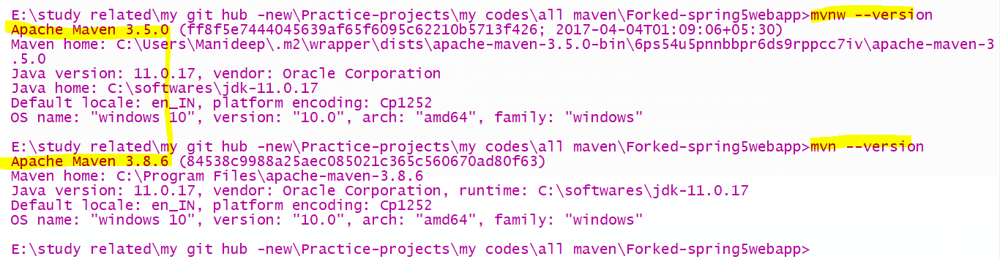 E:\study related\my git hub -new\Practice-projects\my codes\all maven\Forked-spring5webapp>mvnw --version
Apache Maven 3.5.0 (ff8f5e7444045639af65f6095c62210b5713f426; 2017-04-04T01:09:06+05:30)
Maven home: C:\Users\Manideep\.m2\wrapper\dists\apache-maven-3.5.0-bin\6ps54u5pnnbbpr6ds9rppcc7iv\apache-maven-3
.5.0
Java version: 11.0.17, vendor: Oracle Corporation
Java home: C:\softwares\jdk-11.0.17
Default locale: en_IN, platform encoding: Cp1252
OS name: "windows 10", version: "10.0", arch: "amd64", family: "windows"
E:\study related\my git hub -new\Practice-projects\my codes\all maven\Forked-spring5webapp>mvn --version
Apache Maven 3.8.6 (84538c9988a25aec085021c365c560670ad80f63)
Maven home: C:\Program Files\apache-maven-3.8.6
Java version: 11.0.17, vendor: Oracle Corporation, runtime: C:\softwares\jdk-11.0.17
Default locale: en_IN, platform encoding: Cp1252
OS name: "windows 10", version: "10.0", arch: "amd64", family: "windows"
E:\study related\my git hub -new\Practice-projects\my codes\all maven\Forked-spring5webapp>